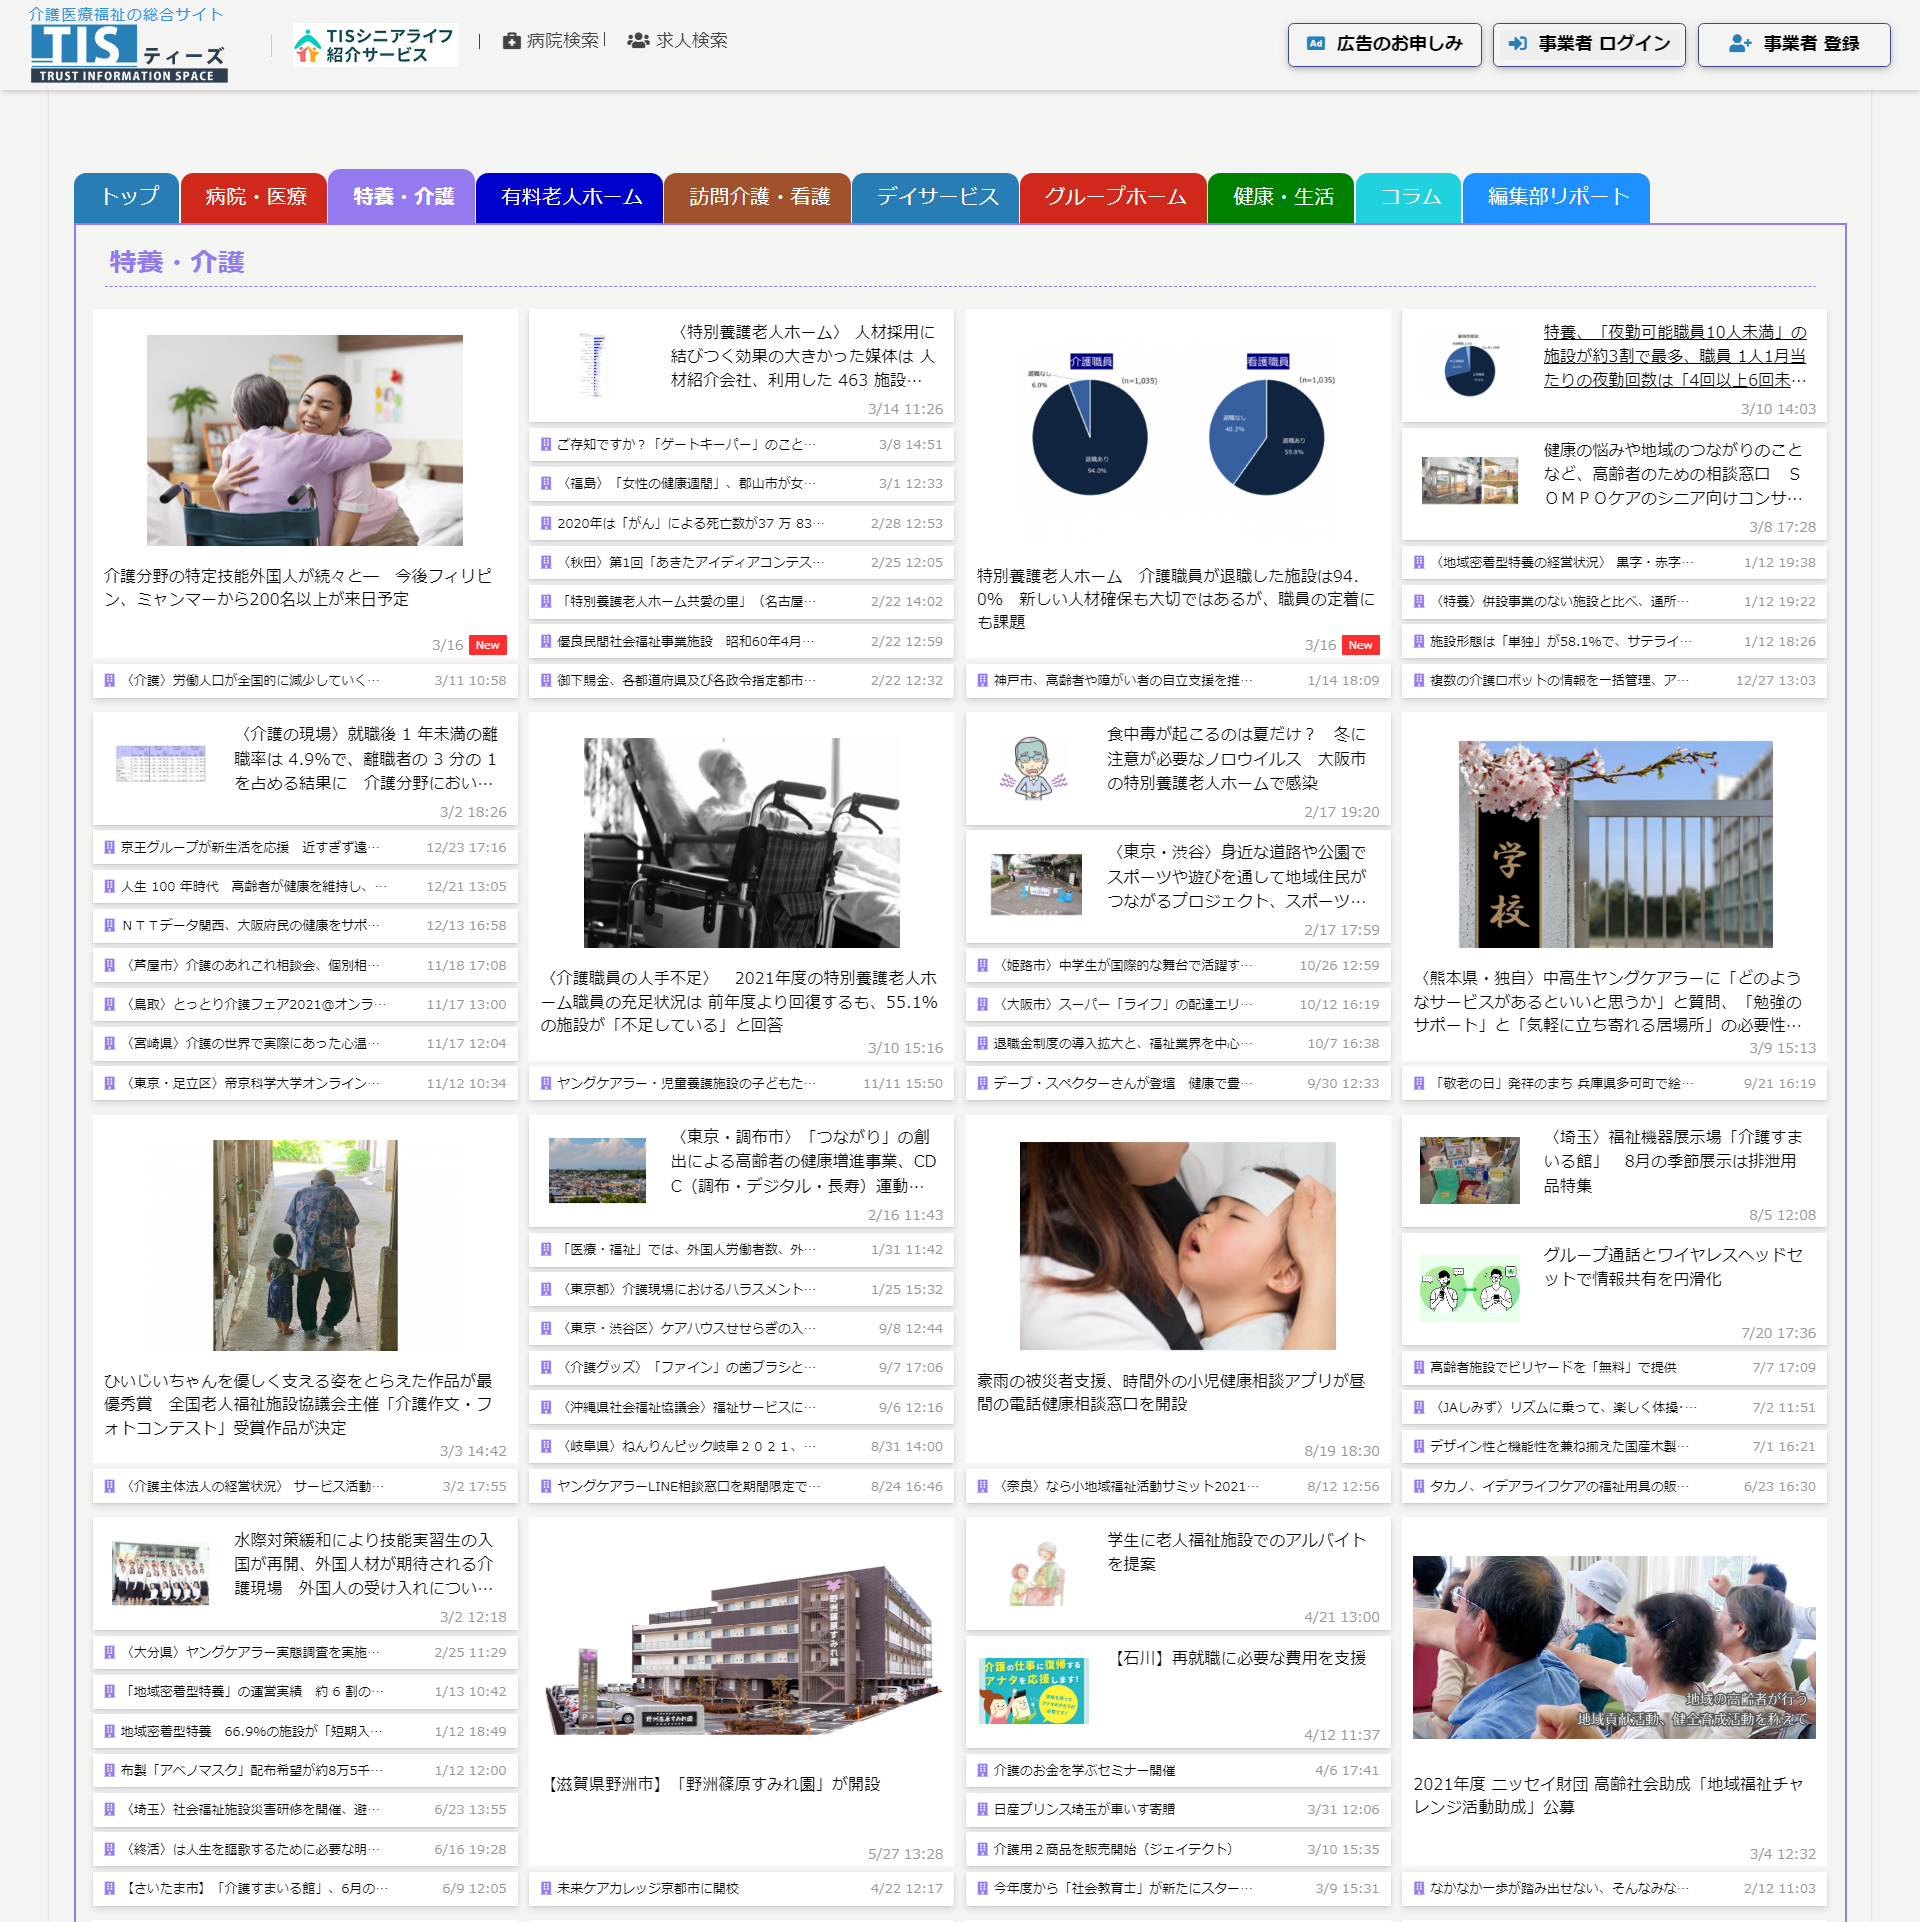 介護医療福祉の総合サイト
TIS ティーズ
TRUST INFORMATION SPACE
TISシニアライフ
紹介サービス
病院検索
求人検索
広告のお申しみ
事業者 ログイン
事業者 登録
トップ
病院・医療
特養・介護
有料老人ホーム
訪問介護・看護
デイサービス
グループホーム
健康・生活
コラム
編集部リポート
特養・介護
介護分野の特定技能外国人が続々と―　今後フィリピ
ン、ミャンマーから200名以上が来日予定
3/16 New
〈介護〉労働人口が全国的に減少していく…
3/11 10:58
〈特別養護老人ホーム〉 人材採用に
結びつく効果の大きかった媒体は 人
材紹介会社、利用した 463 施設…
3/14 11:26
ご存知ですか？「ゲートキーパー」のこと…
3/8 14:51
〈福島〉「女性の健康週間」、郡山市が女…
3/1 12:33
2020年は「がん」による死亡数が37 万 83…
2/28 12:53
〈秋田〉第1回「あきたアイディアコンテス…
2/25 12:05
「特別養護老人ホーム共愛の里」（名古屋…
2/22 14:02
優良民間社会福祉事業施設　昭和60年4月…
2/22 12:59
御下賜金、各都道府県及び各政令指定都市…
2/22 12:32
介護職員
(n=1,035)
退職なし
6.0%
退職あり
94.0%
看護職員
(n=1,035)
退職なし
40.2%
退職あり
59.8%
特別養護老人ホーム　介護職員が退職した施設は94.
0%　新しい人材確保も大切ではあるが、職員の定着に
も課題
3/16 New
神戸市、高齢者や障がい者の自立支援を推…
1/14 18:09
特養、「夜勤可能職員10人未満」の
施設が約3割で最多、職員 1人1月当
たりの夜勤回数は「4回以上6回未…
3/10 14:03
健康の悩みや地域のつながりのこと
など、高齢者のための相談窓口　Ｓ
ＯＭＰＯケアのシニア向けコンサ…
3/8 17:28
〈地域密着型特養の経営状況〉 黒字・赤字…
1/12 19:38
〈特養〉併設事業のない施設と比べ、通所…
1/12 19:22
施設形態は「単独」が58.1%で、サテライ…
1/12 18:26
複数の介護ロボットの情報を一括管理、ア…
12/27 13:03
〈介護の現場〉就職後 1 年未満の離
職率は 4.9%で、離職者の 3 分の 1
を占める結果に　介護分野におい…
3/2 18:26
京王グループが新生活を応援　近すぎず遠…
12/23 17:16
人生 100 年時代　高齢者が健康を維持し、…
12/21 13:05
ＮＴＴデータ関西、大阪府民の健康をサポ…
12/13 16:58
〈芦屋市〉介護のあれこれ相談会、個別相…
11/18 17:08
〈鳥取〉とっとり介護フェア2021@オンラ…
11/17 13:00
〈宮崎県〉介護の世界で実際にあった心温…
11/17 12:04
〈東京・足立区〉帝京科学大学オンライン…
11/12 10:34
〈介護職員の人手不足〉　2021年度の特別養護老人ホ
ーム職員の充足状況は 前年度より回復するも、55.1%
の施設が「不足している」と回答
3/10 15:16
ヤングケアラー・児童養護施設の子どもた…
11/11 15:50
食中毒が起こるのは夏だけ？　冬に
注意が必要なノロウイルス　大阪市
の特別養護老人ホームで感染
2/17 19:20
〈東京・渋谷〉身近な道路や公園で
スポーツや遊びを通して地域住民が
つながるプロジェクト、スポーツ…
2/17 17:59
〈姫路市〉中学生が国際的な舞台で活躍す…
10/26 12:59
〈大阪市〉スーパー「ライフ」の配達エリ…
10/12 16:19
退職金制度の導入拡大と、福祉業界を中心…
10/7 16:38
デーブ・スペクターさんが登壇　健康で豊…
9/30 12:33
学校
〈熊本県・独自〉中高生ヤングケアラーに「どのよう
なサービスがあるといいと思うか」と質問、「勉強の
サポート」と「気軽に立ち寄れる居場所」の必要性…
3/9 15:13
「敬老の日」発祥のまち 兵庫県多可町で絵…
9/21 16:19
ひいじいちゃんを優しく支える姿をとらえた作品が最
優秀賞　全国老人福祉施設協議会主催「介護作文・フ
ォトコンテスト」受賞作品が決定
3/3 14:42
〈介護主体法人の経営状況〉 サービス活動…
3/2 17:55
〈東京・調布市〉「つながり」の創
出による高齢者の健康増進事業、CD
C（調布・デジタル・長寿）運動…
2/16 11:43
「医療・福祉」では、外国人労働者数、外…
1/31 11:42
〈東京都〉介護現場におけるハラスメント…
1/25 15:32
〈東京・渋谷区〉ケアハウスせせらぎの入…
9/8 12:44
〈介護グッズ〉「ファイン」の歯ブラシと…
9/7 17:06
〈沖縄県社会福祉協議会〉福祉サービスに…
9/6 12:16
〈岐阜県〉ねんりんピック岐阜２０２１、…
8/31 14:00
ヤングケアラーLINE相談窓口を期間限定で…
8/24 16:46
豪雨の被災者支援、時間外の小児健康相談アプリが昼
間の電話健康相談窓口を開設
8/19 18:30
〈奈良〉なら小地域福祉活動サミット2021…
8/12 12:56
〈埼玉〉福祉機器展示場「介護すま
いる館」　8月の季節展示は排泄用
品特集
8/5 12:08
グループ通話とワイヤレスヘッドセ
ットで情報共有を円滑化
7/20 17:36
高齢者施設でビリヤードを「無料」で提供
7/7 17:09
〈JAしみず〉リズムに乗って、楽しく体操・…
7/2 11:51
デザイン性と機能性を兼ね揃えた国産木製…
7/1 16:21
タカノ、イデアライフケアの福祉用具の販…
6/23 16:30
水際対策緩和により技能実習生の入
国が再開、外国人材が期待される介
護現場　外国人の受け入れについ…
3/2 12:18
〈大分県〉ヤングケアラー実態調査を実施…
2/25 11:29
「地域密着型特養」の運営実績　約 6 割の…
1/13 10:42
地域密着型特養　66.9%の施設が「短期入…
1/12 18:49
布製「アベノマスク」配布希望が約8万5千…
1/12 12:00
〈埼玉〉社会福祉施設災害研修を開催、避…
6/23 13:55
〈終活〉は人生を謳歌するために必要な明…
6/16 19:28
【さいたま市】「介護すまいる館」、6月の…
6/9 12:05
野洲篠原すみれ園
野洲篠原すみれ園
【滋賀県野洲市】「野洲篠原すみれ園」が開設
5/27 13:28
未来ケアカレッジ京都市に開校
4/22 12:17
学生に老人福祉施設でのアルバイト
を提案
4/21 13:00
介護の仕事に復帰する
アナタを応援します!
【石川】再就職に必要な費用を支援
4/12 11:37
介護のお金を学ぶセミナー開催
4/6 17:41
日産プリンス埼玉が車いす寄贈
3/31 12:06
介護用２商品を販売開始（ジェイテクト）
3/10 15:35
今年度から「社会教育士」が新たにスター…
3/9 15:31
地域の高齢者が行う
地域貢献活動、健全育成活動を称えて
2021年度 ニッセイ財団 高齢社会助成「地域福祉チャ
レンジ活動助成」公募
3/4 12:32
なかなか一歩が踏み出せない、そんなみな…
2/12 11:03